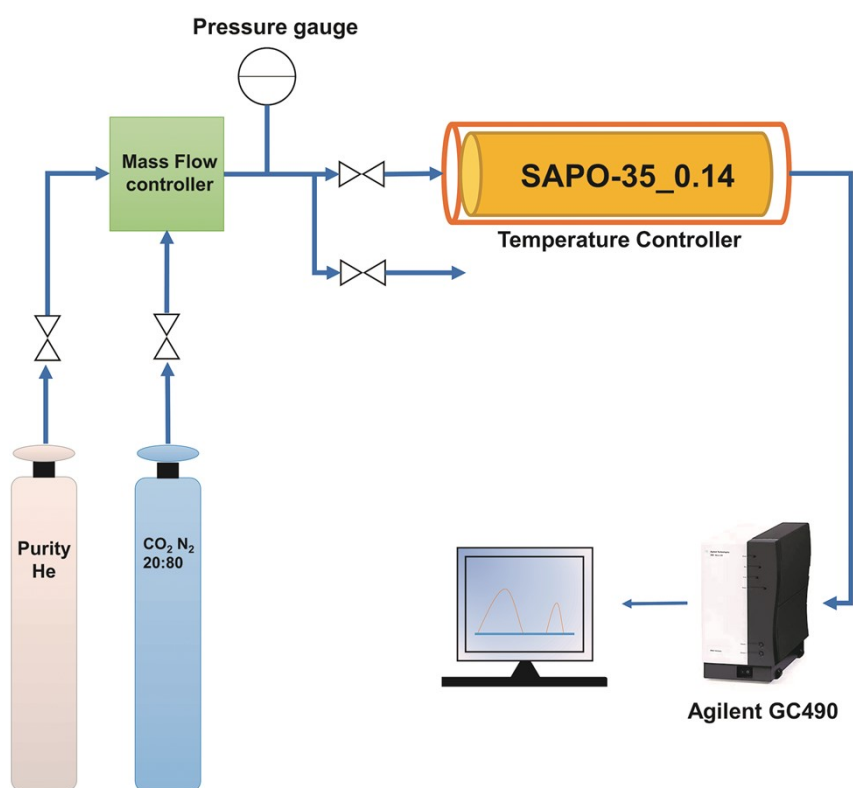 Pressure gauge
Mass Flow
controller
SAPO-35_0.14
Temperature Controller
Purity
He
CO₂ N₂
20:80
Agilent GC490